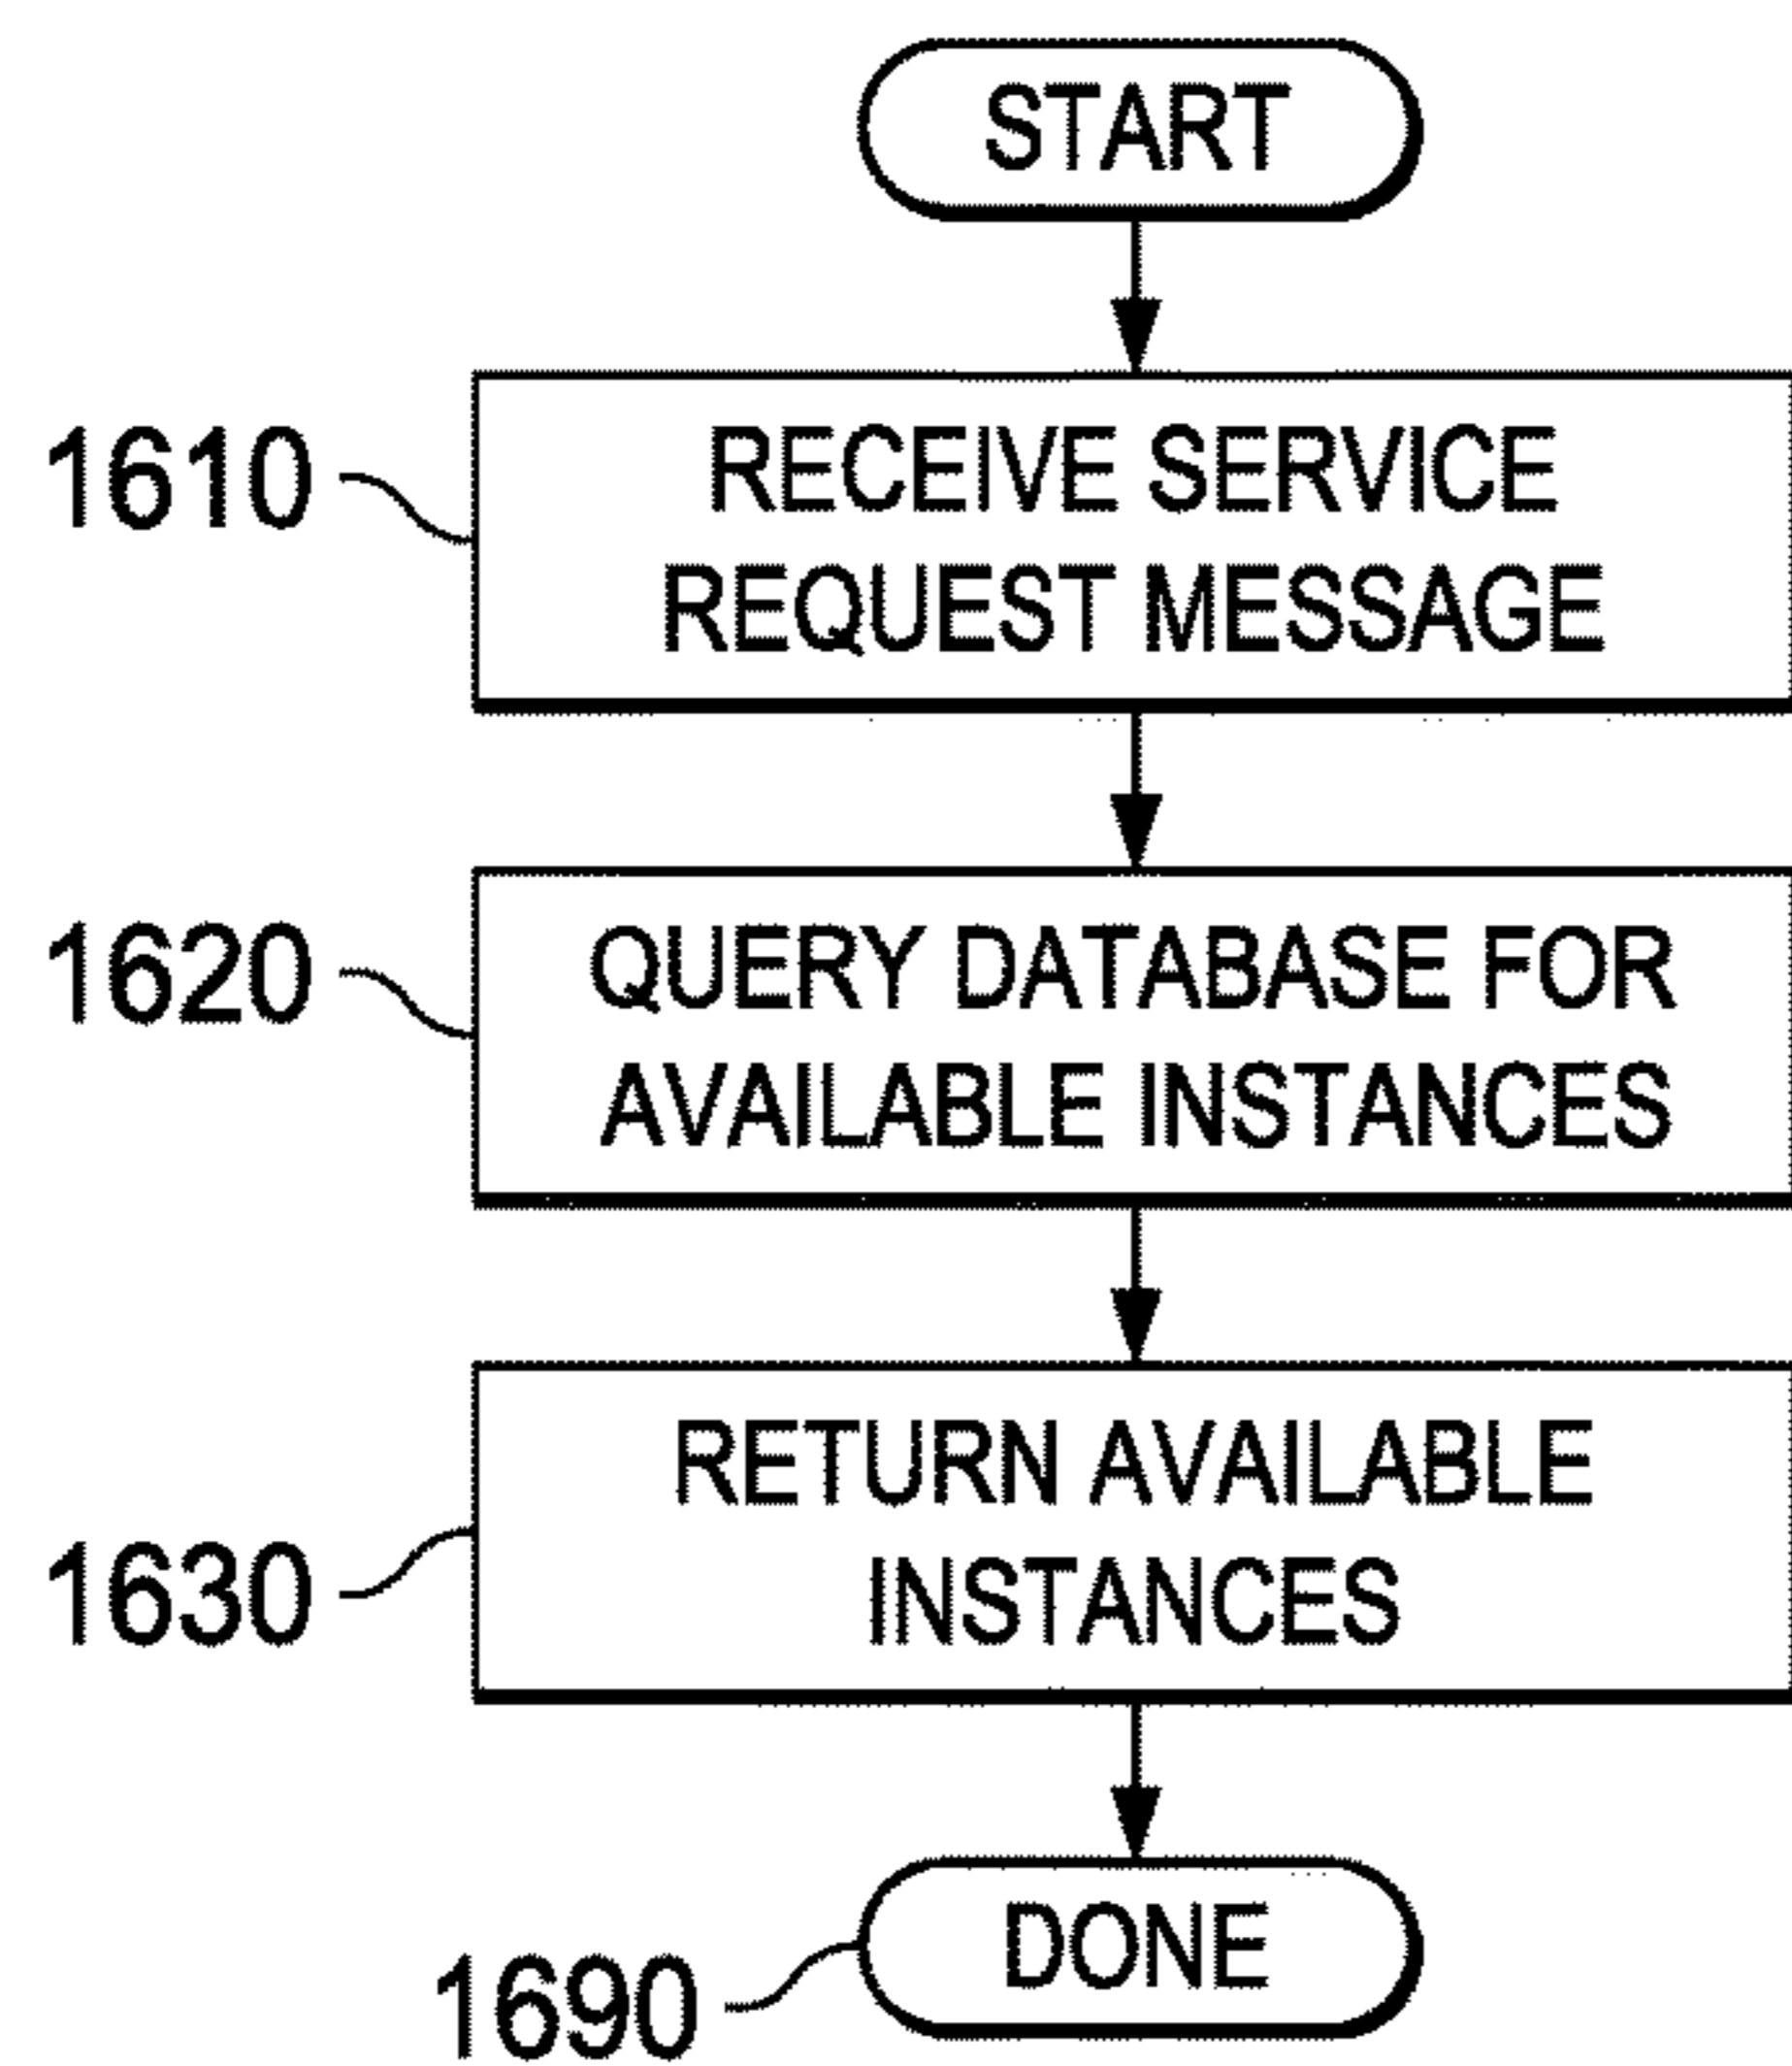 START
1610
RECEIVE SERVICE
REQUEST MESSAGE
1620
QUERY DATABASE FOR
AVAILABLE INSTANCES
1630
RETURN AVAILABLE
INSTANCES
1690
DONE